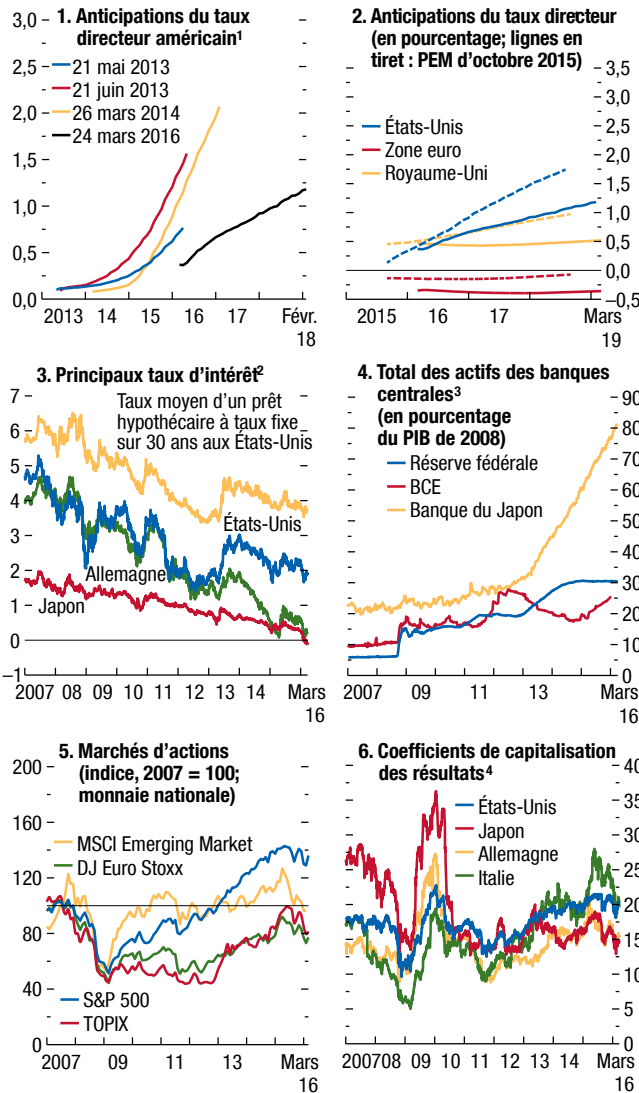 1. Anticipations du taux
directeur américain¹
3,0
2,5
2,0
1,5
1,0
0,5
0,0
21 mai 2013
21 juin 2013
26 mars 2014
24 mars 2016
2013 14 15 16 17 Févr.
18
2. Anticipations du taux directeur
(en pourcentage; lignes en
tiret : PEM d'octobre 2015)
États-Unis
Zone euro
Royaume-Uni
3,5
3,0
2,5
2,0
1,5
1,0
0,5
0,0
–0,5
2015 16 17 Mars
19
3. Principaux taux d'intérêt²
Taux moyen d'un prêt
hypothécaire à taux fixe
sur 30 ans aux États-Unis
États-Unis
Allemagne
Japon
7
6
5
4
3
2
1
0
–1
2007 08 09 10 11 12 13 14 15 Mars
16
4. Total des actifs des banques
centrales³
(en pourcentage
du PIB de 2008)
Réserve fédérale
BCE
Banque du Japon
90
80
70
60
50
40
30
20
10
0
2007 09 11 13 Mars
16
5. Marchés d'actions
(indice, 2007 = 100;
monnaie nationale)
MSCI Emerging Market
DJ Euro Stoxx
S&P 500
TOPIX
200
160
120
80
40
0
2007 09 11 13 Mars
16
6. Coefficients de capitalisation
des résultats⁴
États-Unis
Japon
Allemagne
Italie
40
35
30
25
20
15
10
5
0
200708 09 10 11 12 13 14 Mars
16